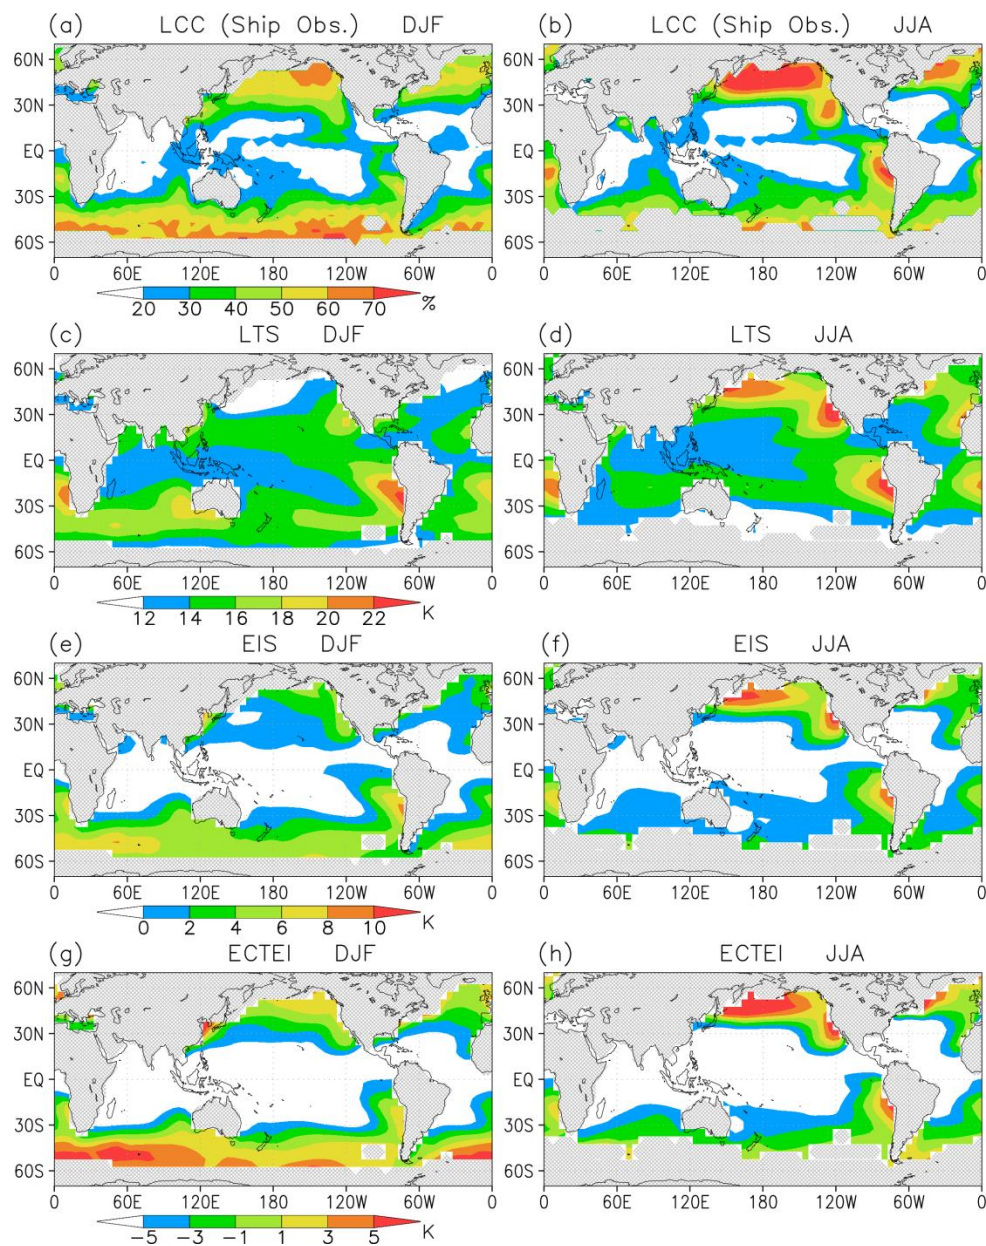 (a) LCC (Ship Obs.) DJF
(b) LCC (Ship Obs.) JJA
60N
30N
EQ
30S
60S
0 60E 120E 180 120W 60W 0
60N
30N
EQ
30S
60S
0 60E 120E 180 120W 60W 0
20 30 40 50 60 70 %
(c) LTS DJF
(d) LTS JJA
60N
30N
EQ
30S
60S
0 60E 120E 180 120W 60W 0
60N
30N
EQ
30S
60S
0 60E 120E 180 120W 60W 0
12 14 16 18 20 22 K
(e) EIS DJF
(f) EIS JJA
60N
30N
EQ
30S
60S
0 60E 120E 180 120W 60W 0
60N
30N
EQ
30S
60S
0 60E 120E 180 120W 60W 0
0 2 4 6 8 10 K
(g) ECTEI DJF
(h) ECTEI JJA
60N
30N
EQ
30S
60S
0 60E 120E 180 120W 60W 0
60N
30N
EQ
30S
60S
0 60E 120E 180 120W 60W 0
-5 -3 -1 1 3 5 K